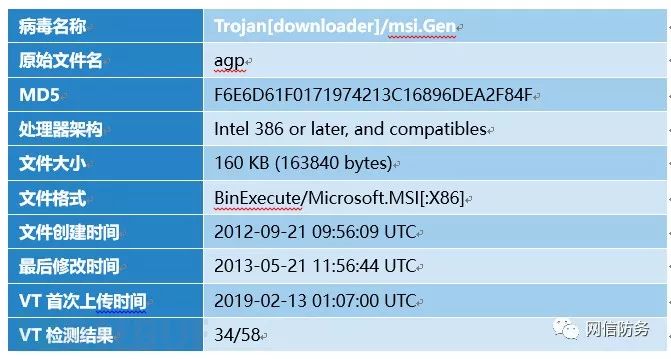 病毒名称 Trojan[downloader]/msi.Gen
原始文件名 agp
MD5 F6E6D61F0171974213C16896DEA2F84F
处理器架构 Intel 386 or later, and compatibles
文件大小 160 KB (163840 bytes)
文件格式 BinExecute/Microsoft.MSI[:X86]
文件创建时间 2012-09-21 09:56:09 UTC
最后修改时间 2013-05-21 11:56:44 UTC
VT 首次上传时间 2019-02-13 01:07:00 UTC
VT 检测结果 34/58
网信防务